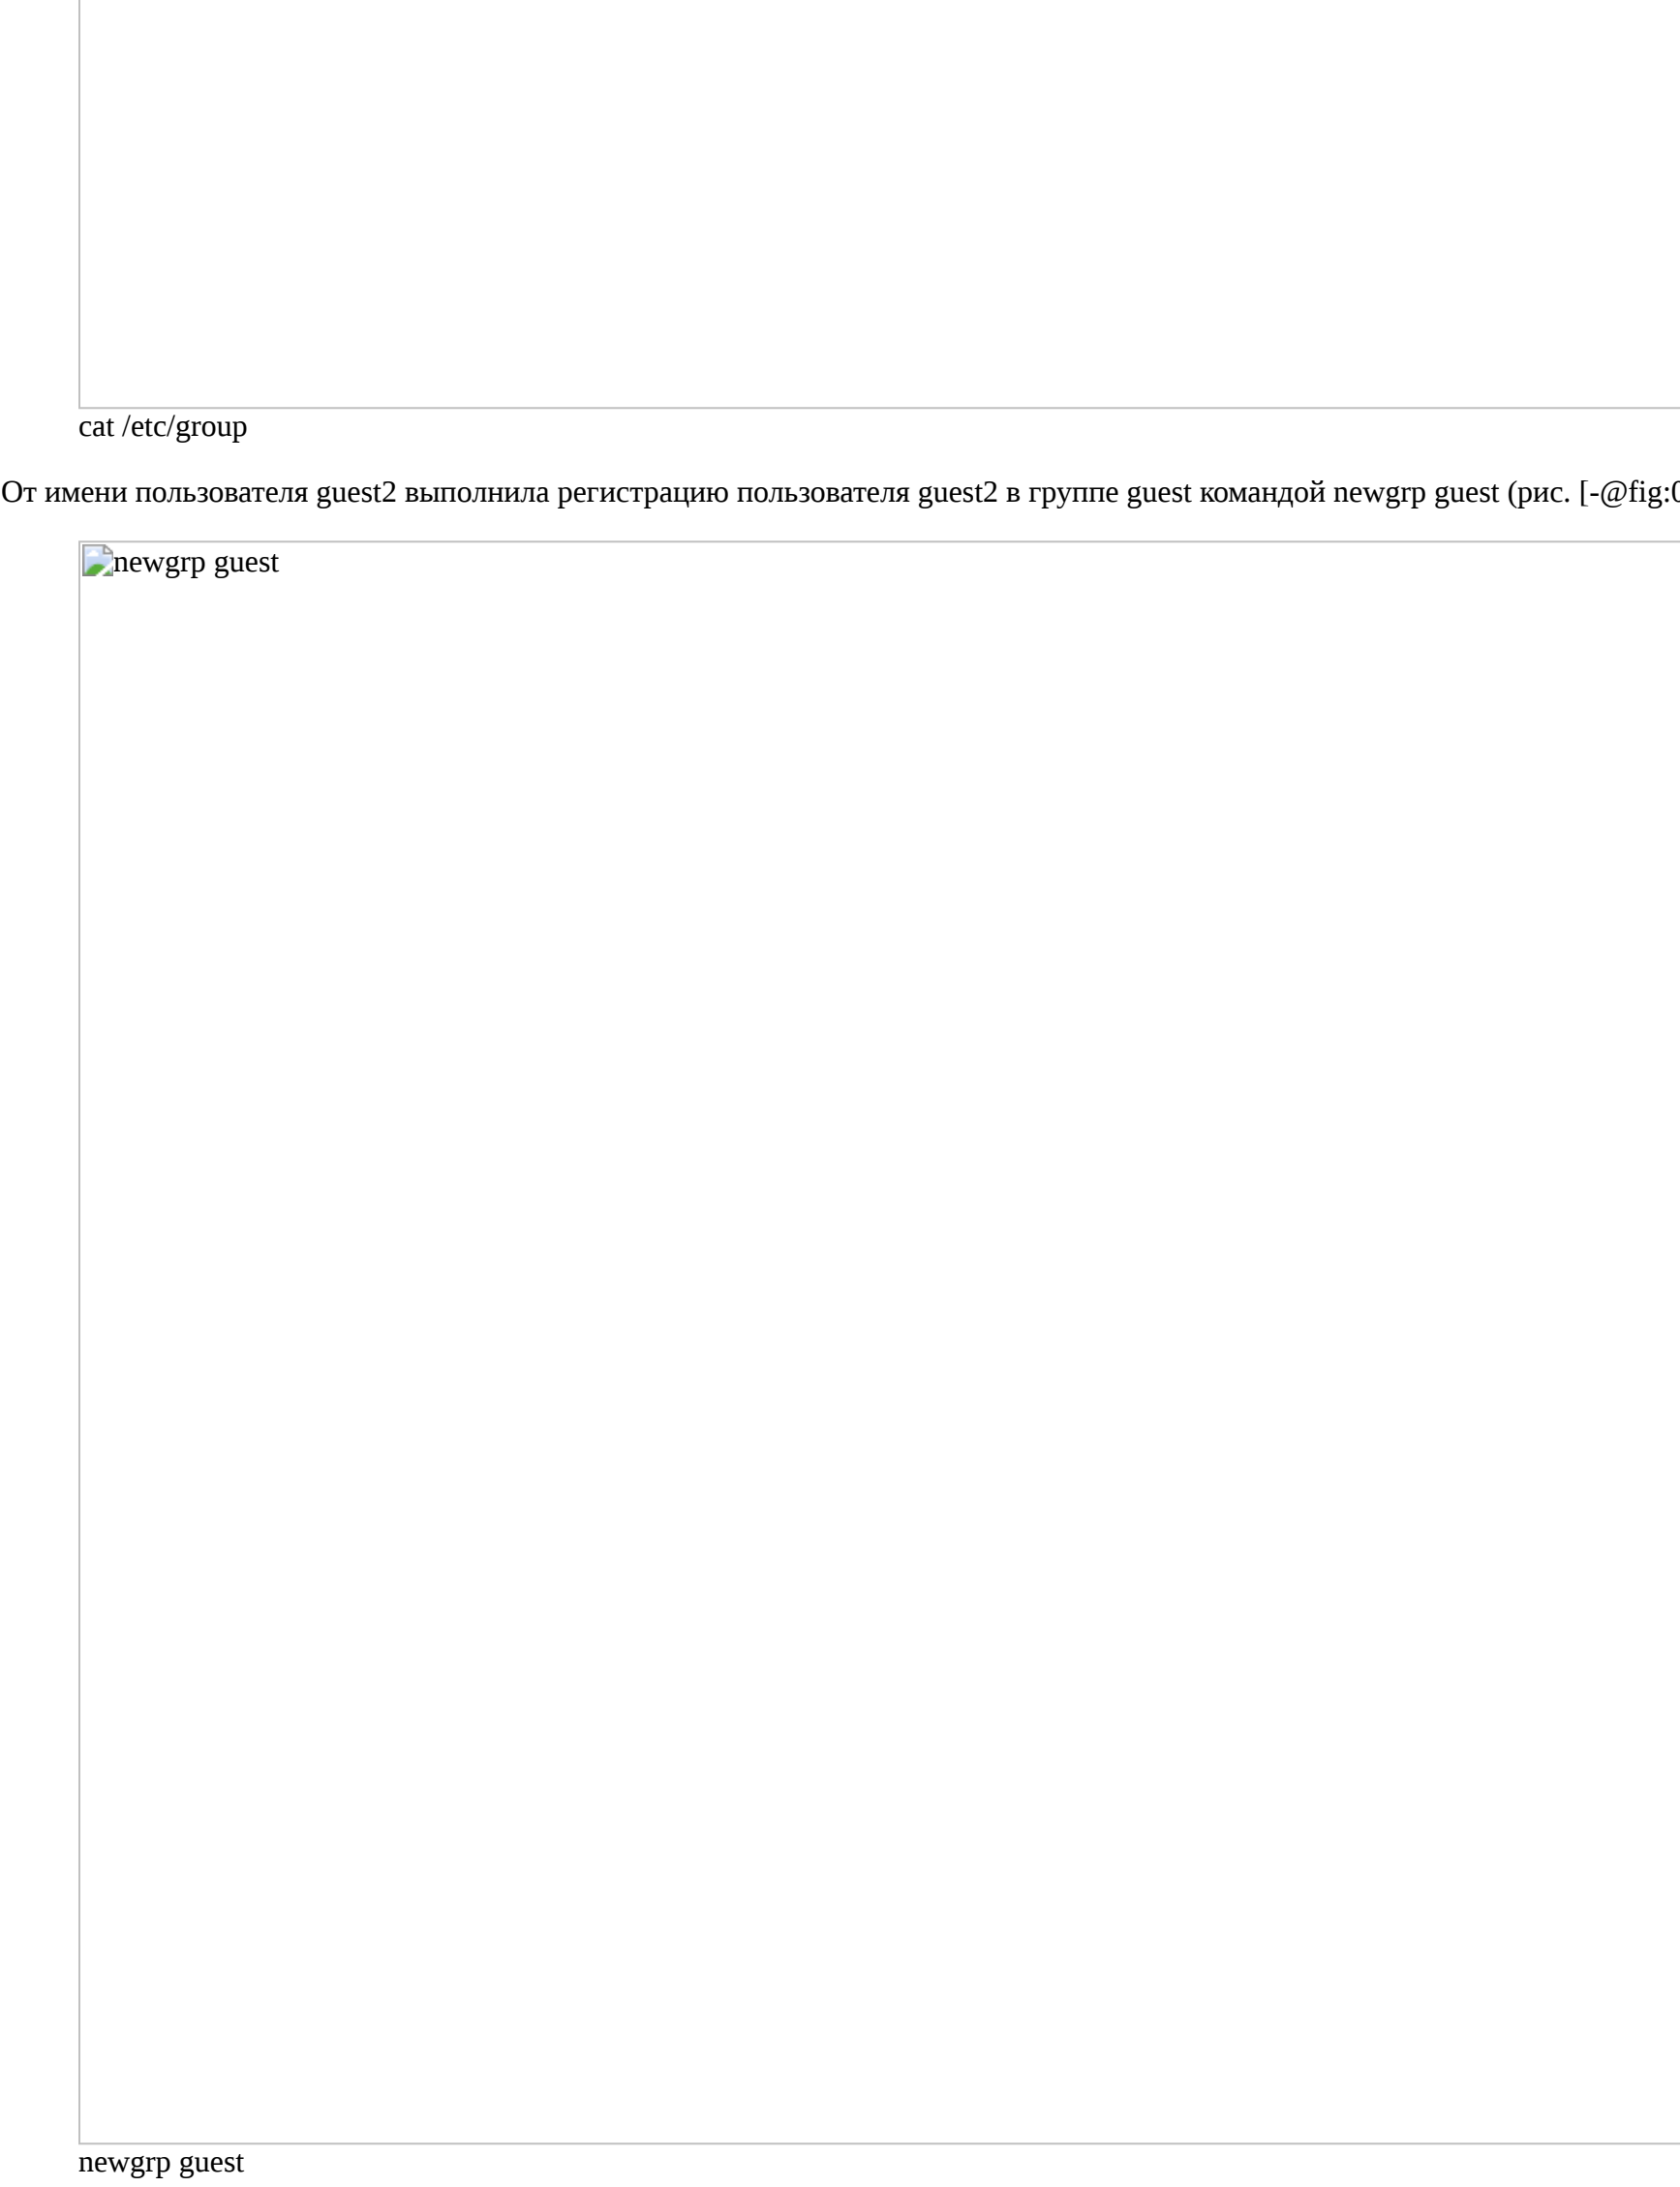 cat /etc/group
От имени пользователя guest2 выполнила регистрацию пользователя guest2 в группе guest командой newgrp guest (рис. [-@fig:0
newgrp guest
newgrp guest